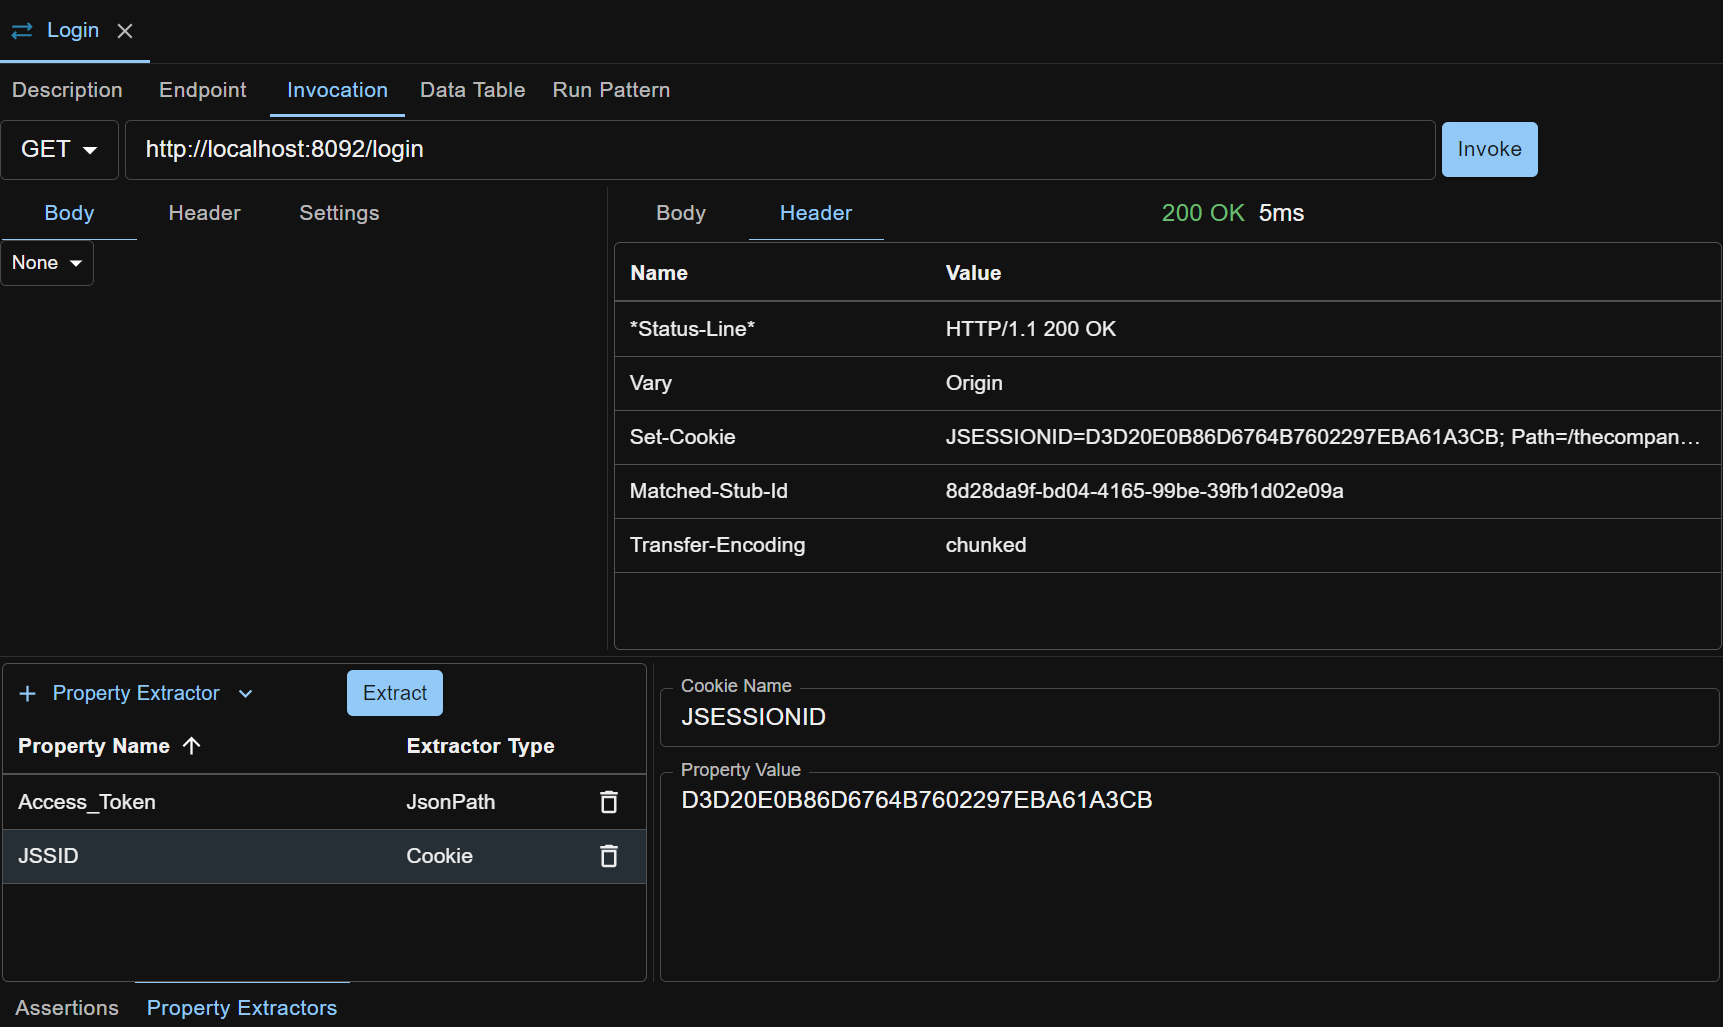 Login
Description Endpoint Invocation Data Table Run Pattern
GET http://localhost:8092/login Invoke
Body Header Settings
None
Body Header 200 OK 5ms
Name Value
*Status-Line* HTTP/1.1 200 OK
Vary Origin
Set-Cookie JSESSIONID=D3D20E0B86D6764B7602297EBA61A3CB; Path=/thecompan...
Matched-Stub-Id 8d28da9f-bd04-4165-99be-39fb1d02e09a
Transfer-Encoding chunked
Property Extractor Extract
Property Name Extractor Type
Access_Token JsonPath
JSSID Cookie
Cookie Name
JSESSIONID
Property Value
D3D20E0B86D6764B7602297EBA61A3CB
Assertions Property Extractors